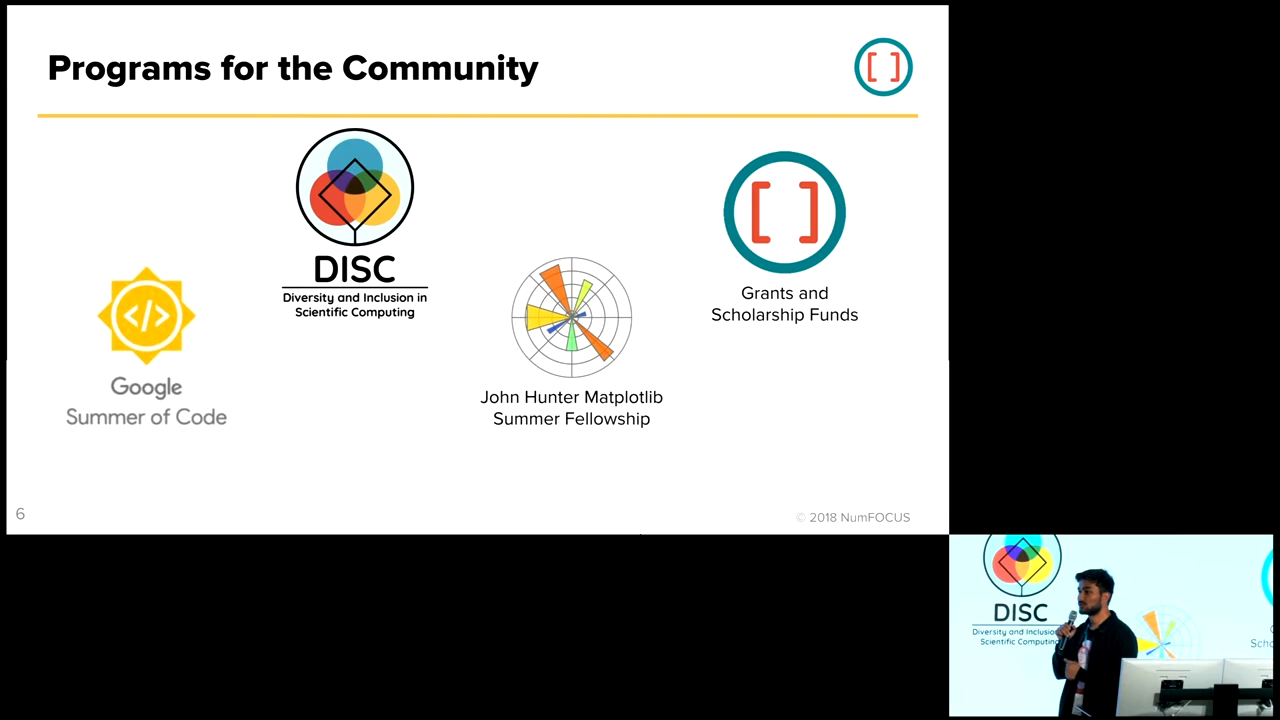 Programs for the Community
DISC
Diversity and Inclusion in
Scientific Computing
Google
Summer of Code
John Hunter Matplotlib
Summer Fellowship
Grants and
Scholarship Funds
6
© 2018 NumFOCUS
DISC
Diversity and Inclusion
Scientific Computing